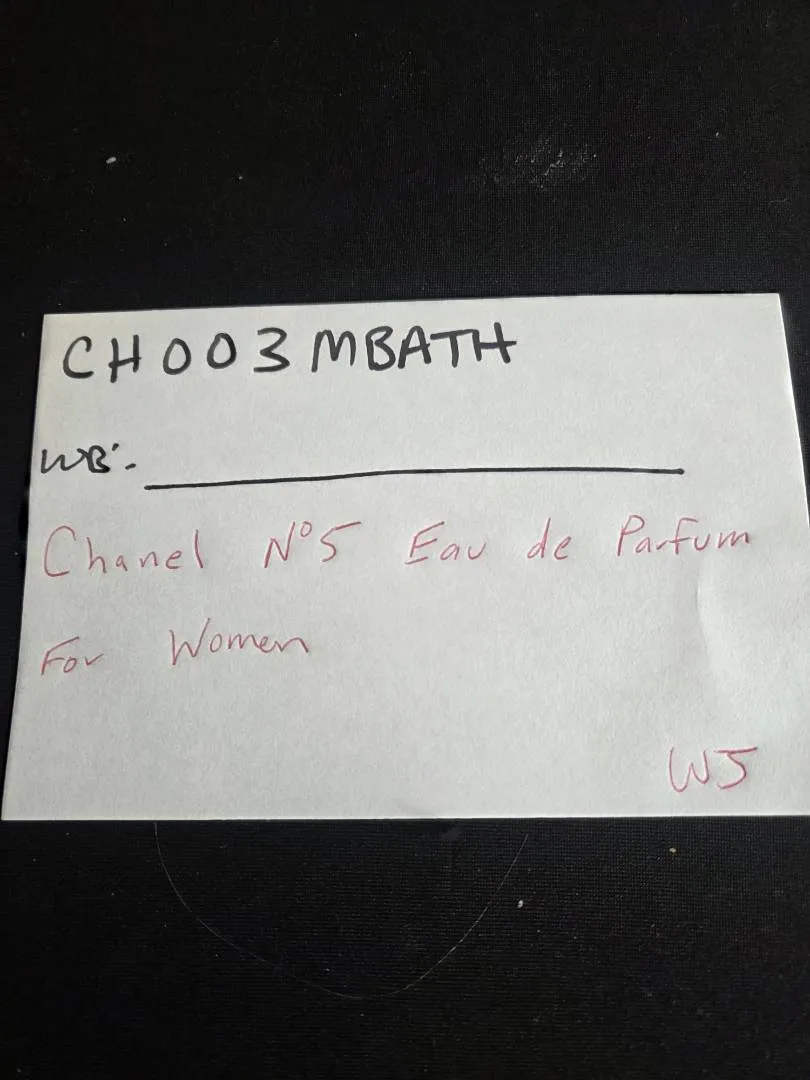 CH003MBATH
WB:
Chanel N°5 Eau de Parfum
For Women
WJ